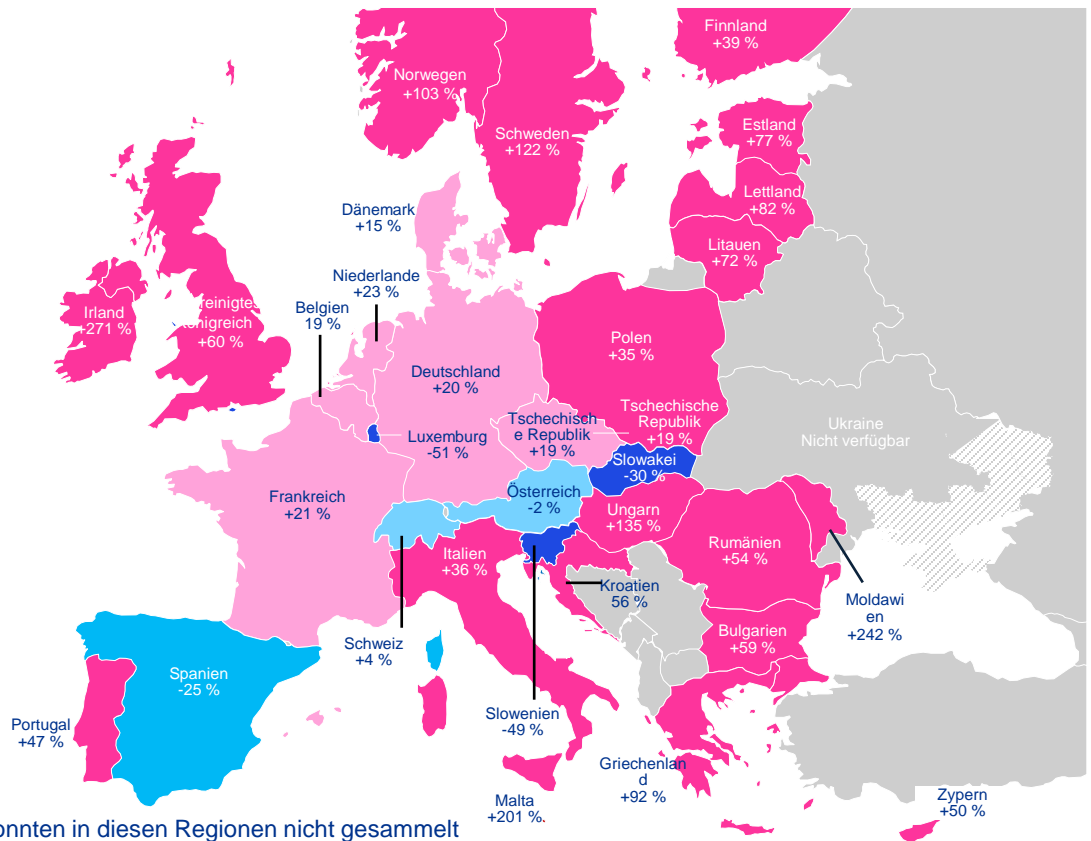 Finnland
+39 %
Norwegen
+103 %
Schweden
+122 %
Estland
+77 %
Lettland
+82 %
Litauen
+72 %
Dänemark
+15 %
Niederlande
+23 %
Belgien
19 %
Irland
+271 %
reinigtes
önigreich
+60 %
Polen
+35 %
Deutschland
+20 %
Tschechisch
e Republik
+19 %
Tschechische
Republik
+19 %
Ukraine
Nicht verfügbar
Luxemburg
-51 %
Slowakei
-30 %
Frankreich
+21 %
Österreich
-2 %
Ungarn
+135 %
Rumänien
+54 %
Italien
+36 %
Kroatien
56 %
Moldawi
en
+242 %
Schweiz
+4 %
Bulgarien
+59 %
Spanien
-25 %
Portugal
+47 %
Slowenien
-49 %
Griechenlan
d
+92 %
Malta
+201 %
Zypern
+50 %
onnten in diesen Regionen nicht gesammelt